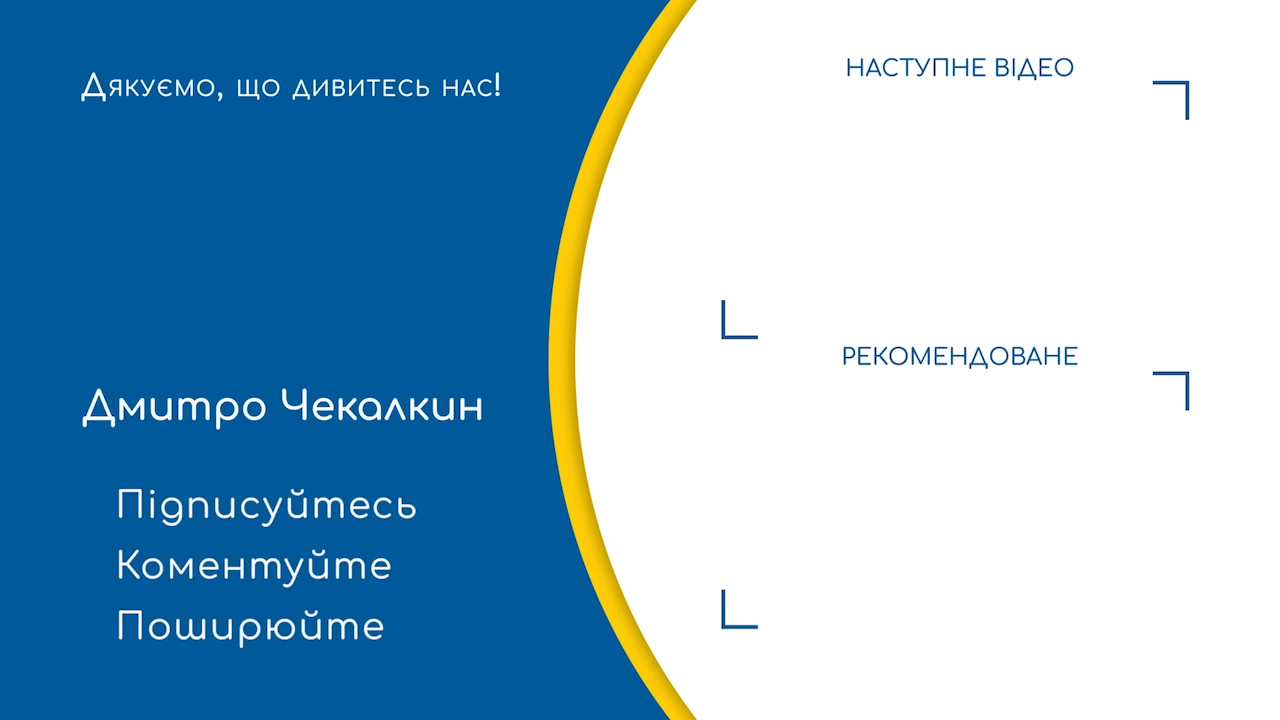 Дякуємо, що дивитесь нас!
Дмитро Чекалкин
Підписуйтесь
Коментуйте
Поширюйте
НАСТУПНЕ ВІДЕО
РЕКОМЕНДОВАНЕ